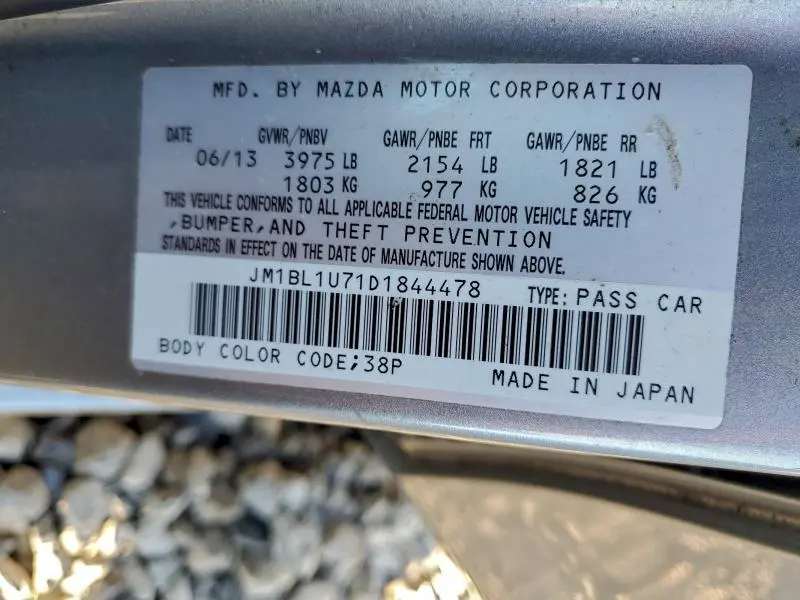 MFD. BY MAZDA MOTOR CORPORATION
DATE GVWR/PNBV GAWR/PNBE FRT GAWR/PNBE RR
06/13 3975 LB 2154 LB 1821 LB
1803 KG 977 KG 826 KG
THIS VEHICLE CONFORMS TO ALL APPLICABLE FEDERAL MOTOR VEHICLE SAFETY
,BUMPER,AND THEFT PREVENTION
STANDARDS IN EFFECT ON THE DATE OF MANUFACTURE SHOWN ABOVE.
JM1BL1U71D1844478 TYPE: PASS CAR
BODY COLOR CODE;38P
MADE IN JAPAN